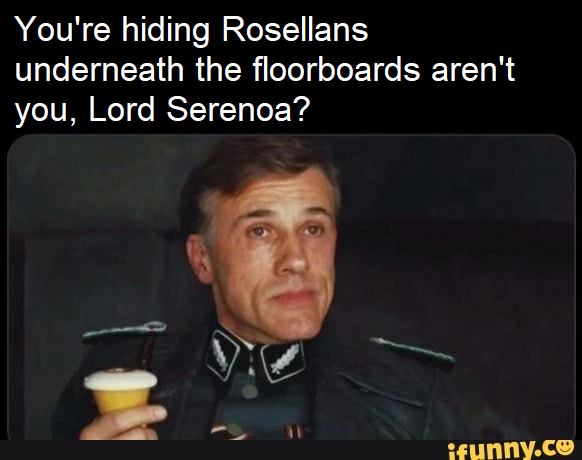 You're hiding Rosellans
underneath the floorboards aren't
you, Lord Serenoa?
ifunny.co